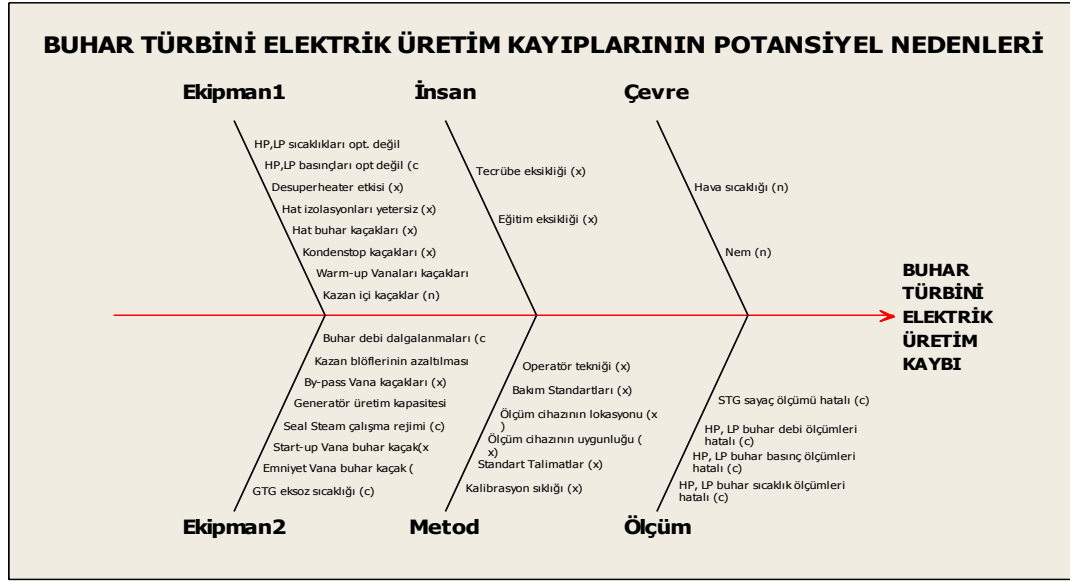 BUHAR TÜRBİNİ ELEKTRİK ÜRETİM KAYIPLARININ POTANSİYEL NEDENLERİ
Ekipman1
İnsan
Çevre
HP,LP sıcaklıkları opt. değil
HP,LP basınçları opt değil (c
Desuperheater etkisi (x)
Hat izolasyonları yetersiz (x)
Hat buhar kaçakları (x)
Kondenstop kaçakları (x)
Warm-up Vanaları kaçakları
Kazan içi kaçaklar (n)
Tecrübe eksikliği (x)
Eğitim eksikliği (x)
Hava sıcaklığı (n)
Nem (n)
BUHAR
TÜRBİNİ
ELEKTRİK
ÜRETİM
KAYBI
Buhar debi dalgalanmaları (c
Kazan blöflerinin azaltılması
By-pass Vana kaçakları (x)
Generatör üretim kapasitesi
Seal Steam çalışma rejimi (c)
Start-up Vana buhar kaçak(x
Emniyet Vana buhar kaçak (
GTG eksoz sıcaklığı (c)
Operatör tekniği (x)
Bakım Standartları (x)
Ölçüm cihazının lokasyonu (x
)
Ölçüm cihazının uygunluğu (
x)
Standart Talimatlar (x)
Kalibrasyon sıklığı (x)
STG sayaç ölçümü hatalı (c)
HP, LP buhar debi ölçümleri
hatalı (c)
HP, LP buhar basınç ölçümleri
hatalı (c)
HP, LP buhar sıcaklık ölçümleri
hatalı (c)
Ekipman2
Metod
Ölçüm